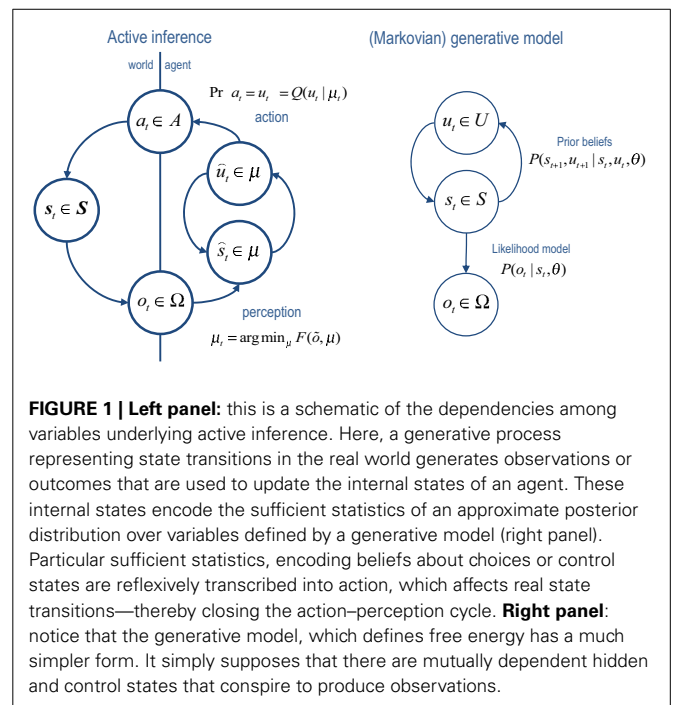 Active inference
(Markovian) generative model
world
agent
Pr a_t = u_t = Q(u_t | μ_t)
action
a_t ∈ A
û_t ∈ μ
s_t ∈ S
ŝ_t ∈ μ
o_t ∈ Ω
perception
μ_t = arg min_μ F(õ, μ)
u_t ∈ U
Prior beliefs
P(s_{t+1}, u_{t+1} | s_t, u_t, θ)
s_t ∈ S
Likelihood model
P(o_t | s_t, θ)
o_t ∈ Ω
FIGURE 1 | Left panel: this is a schematic of the dependencies among
variables underlying active inference. Here, a generative process
representing state transitions in the real world generates observations or
outcomes that are used to update the internal states of an agent. These
internal states encode the sufficient statistics of an approximate posterior
distribution over variables defined by a generative model (right panel).
Particular sufficient statistics, encoding beliefs about choices or control
states are reflexively transcribed into action, which affects real state
transitions—thereby closing the action–perception cycle. Right panel:
notice that the generative model, which defines free energy has a much
simpler form. It simply supposes that there are mutually dependent hidden
and control states that conspire to produce observations.